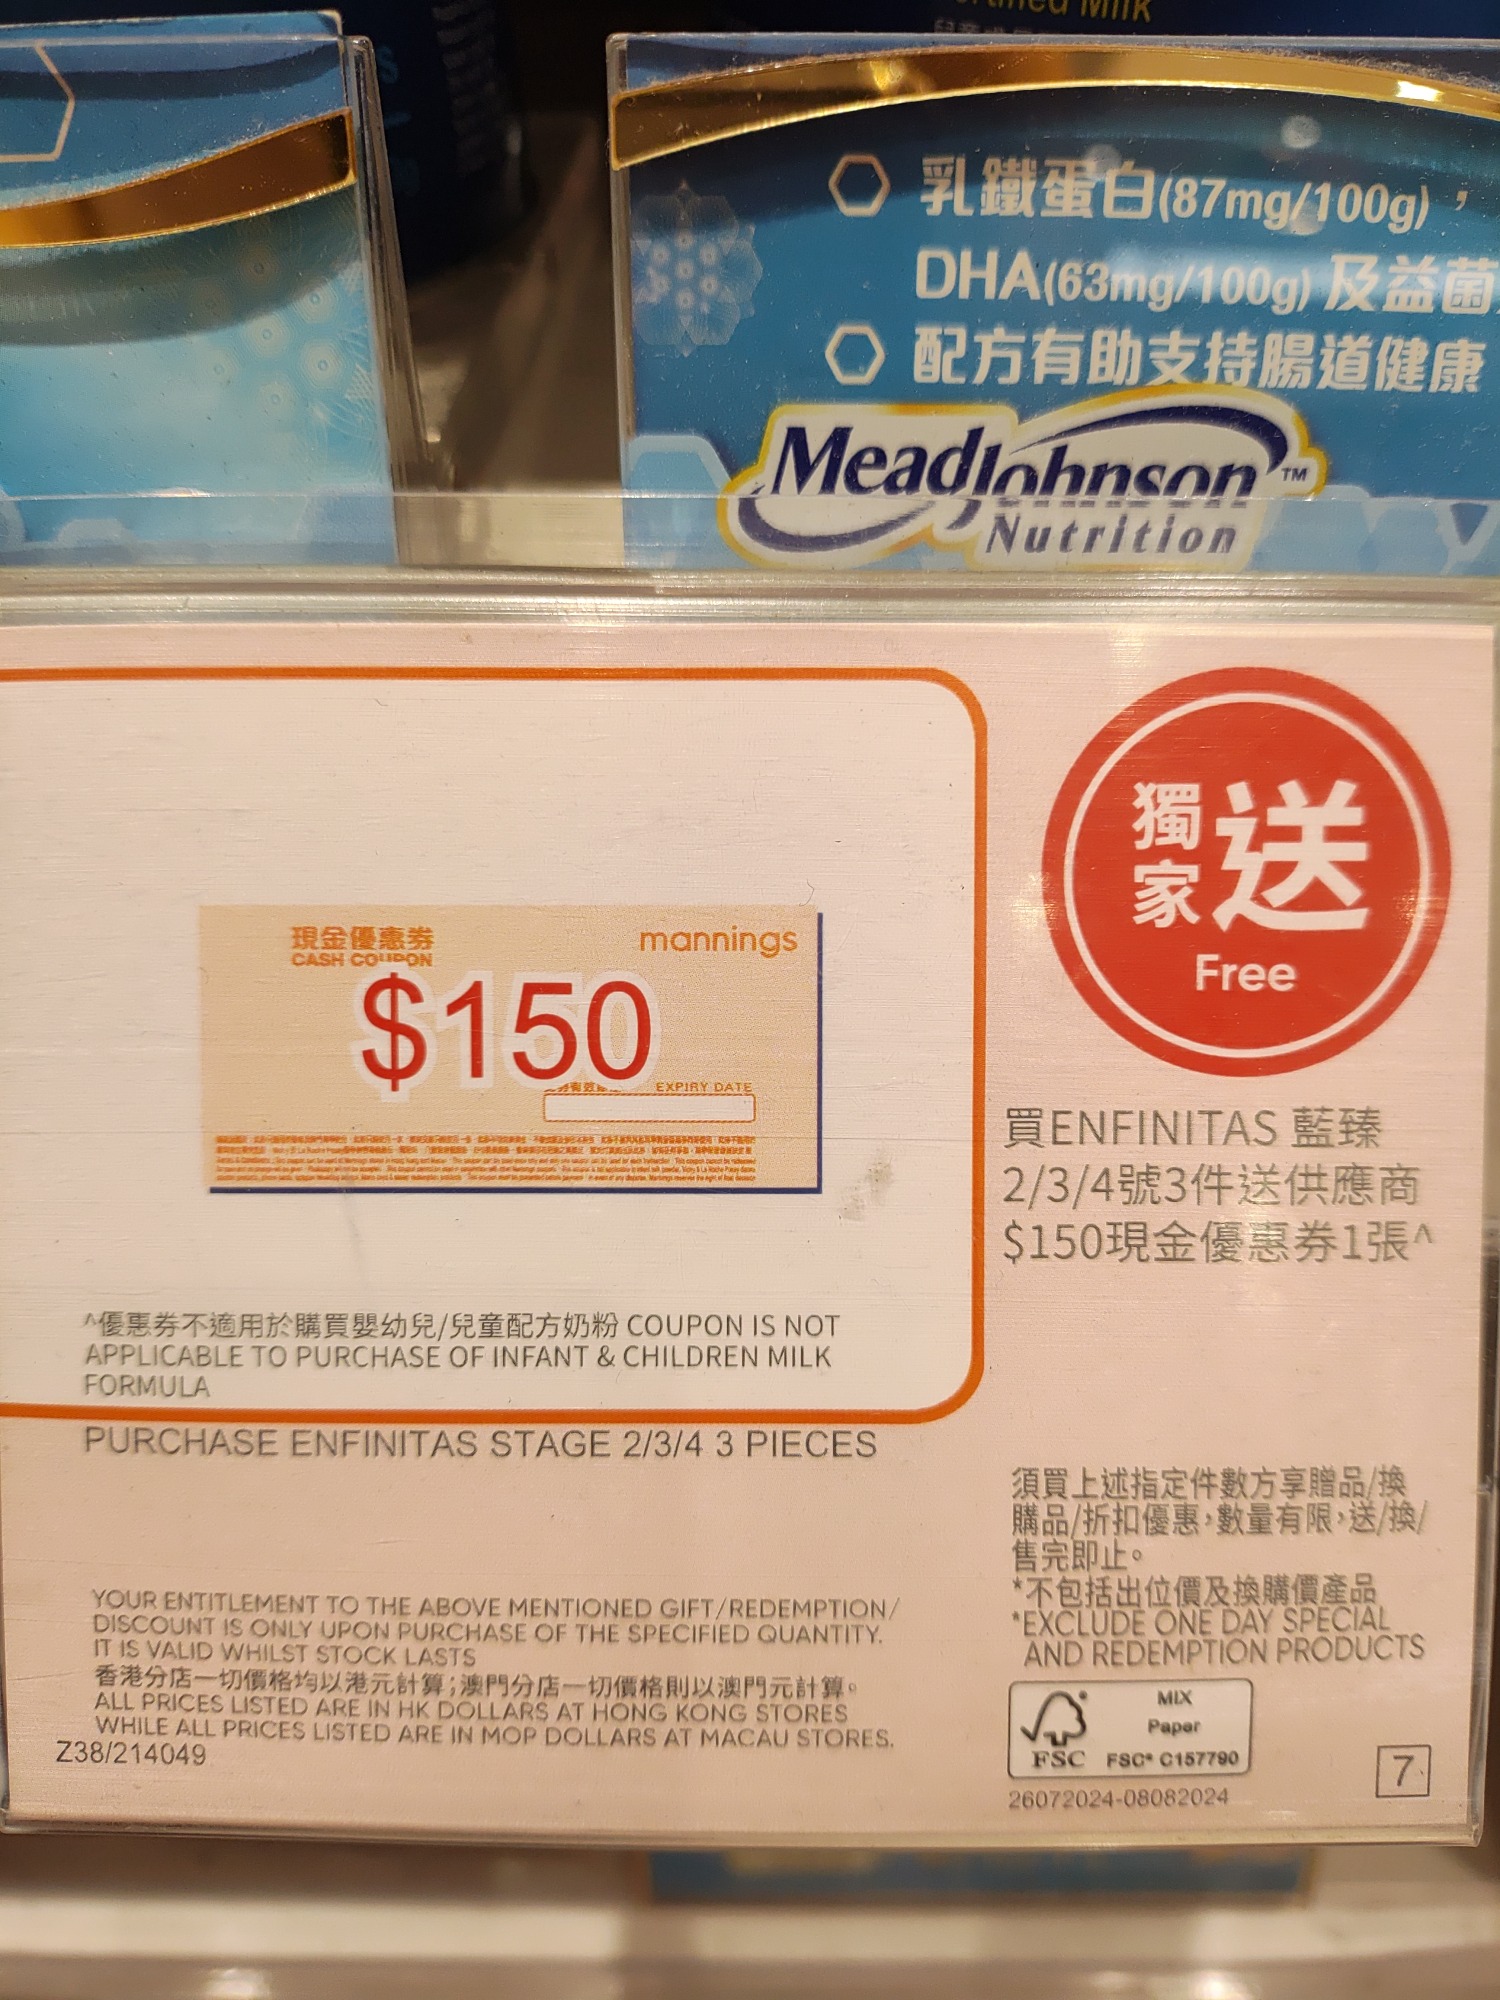 Milk
乳鐵蛋白(87mg/100g)，
DHA(63mg/100g)及益菌
配方有助支持腸道健康
MeadJohnson™
Nutrition
現金優惠券
CASH COUPON
mannings
$150
EXPIRY DATE
^優惠券不適用於購買嬰幼兒/兒童配方奶粉 COUPON IS NOT
APPLICABLE TO PURCHASE OF INFANT & CHILDREN MILK
FORMULA
PURCHASE ENFINITAS STAGE 2/3/4 3 PIECES
YOUR ENTITLEMENT TO THE ABOVE MENTIONED GIFT/REDEMPTION/
DISCOUNT IS ONLY UPON PURCHASE OF THE SPECIFIED QUANTITY.
IT IS VALID WHILST STOCK LASTS
香港分店一切價格均以港元計算；澳門分店一切價格則以澳門元計算。
ALL PRICES LISTED ARE IN HK DOLLARS AT HONG KONG STORES
WHILE ALL PRICES LISTED ARE IN MOP DOLLARS AT MACAU STORES.
Z38/214049
獨家送
Free
買ENFINITAS 藍臻
2/3/4號3件送供應商
$150現金優惠券1張^
須買上述指定件數方享贈品/換
購品/折扣優惠，數量有限，送/換/
售完即止。
*不包括出位價及換購價產品
*EXCLUDE ONE DAY SPECIAL
AND REDEMPTION PRODUCTS
MIX
Paper
FSC FSC® C157790
26072024-08082024
7